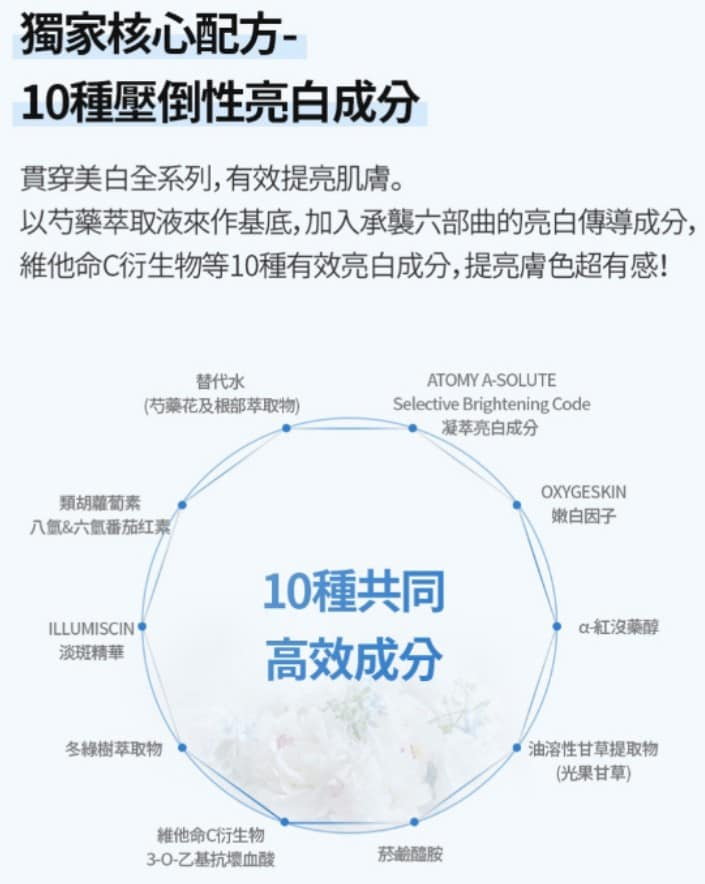 獨家核心配方-
10種壓倒性亮白成分
貫穿美白全系列,有效提亮肌膚。
以芍藥萃取液來作基底,加入承襲六部曲的亮白傳導成分,
維他命C衍生物等10種有效亮白成分,提亮膚色超有感!
替代水
(芍藥花及根部萃取物)
ATOMY A-SOLUTE
Selective Brightening Code
凝萃亮白成分
類胡蘿蔔素
八氫&六氫番茄紅素
OXYGESKIN
嫩白因子
10種共同
高效成分
ILLUMISCIN
淡斑精華
α-紅沒藥醇
冬綠樹萃取物
油溶性甘草提取物
(光果甘草)
維他命C衍生物
3-O-乙基抗壞血酸
菸鹼醯胺